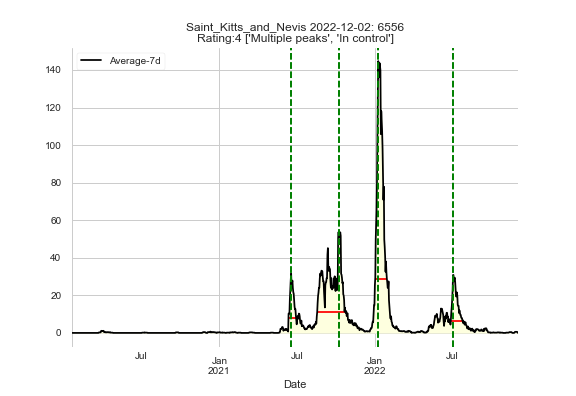 Saint_Kitts_and_Nevis 2022-12-02: 6556
Rating:4 ['Multiple peaks', 'In control']
Average-7d
140
120
100
80
60
40
20
0
Jul
Jan
2021
Jul
Jan
2022
Jul
Date